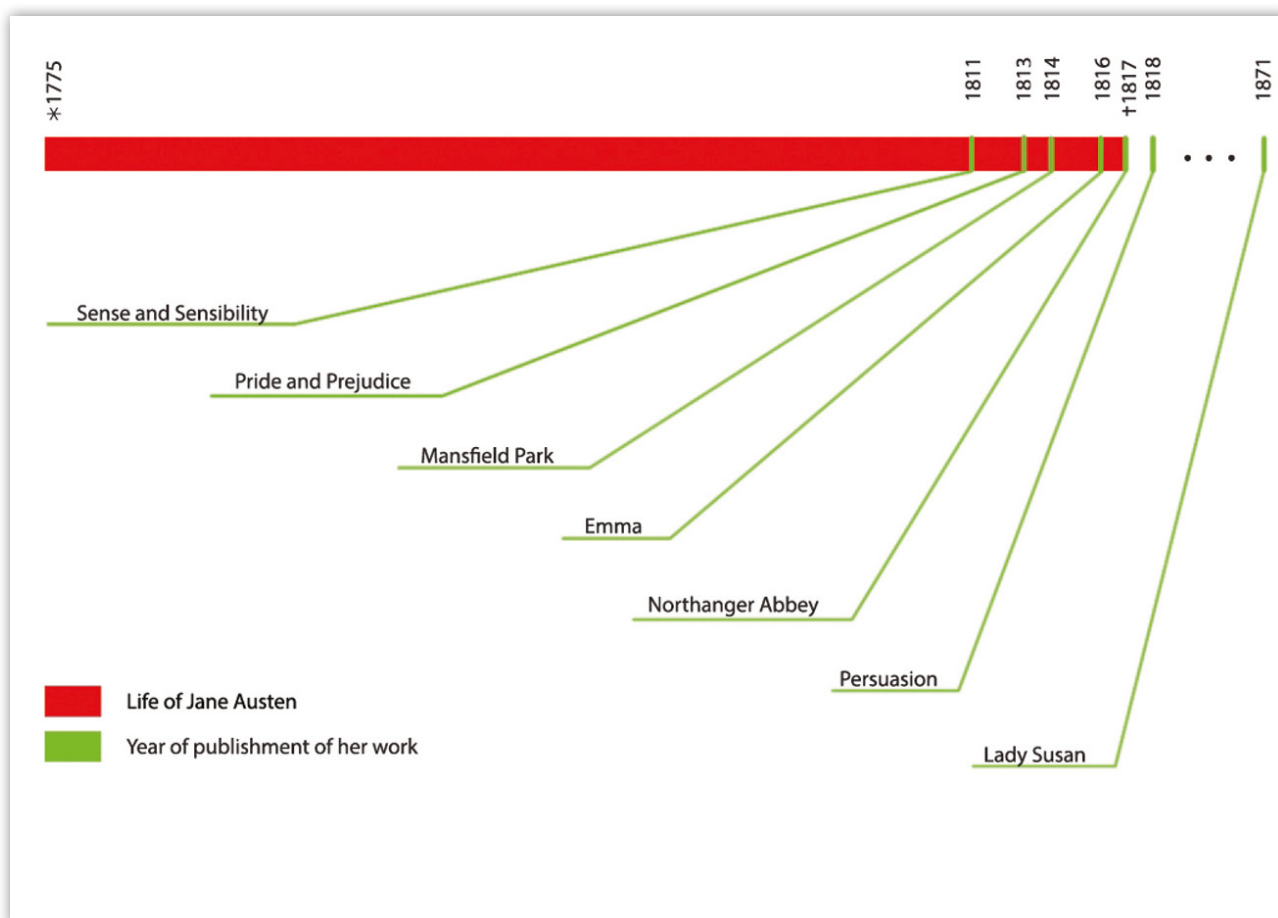 *1775
1811
1813
1814
1816
†1817
1818
1871
. . .
Sense and Sensibility
Pride and Prejudice
Mansfield Park
Emma
Northanger Abbey
Persuasion
Lady Susan
Life of Jane Austen
Year of publishment of her work